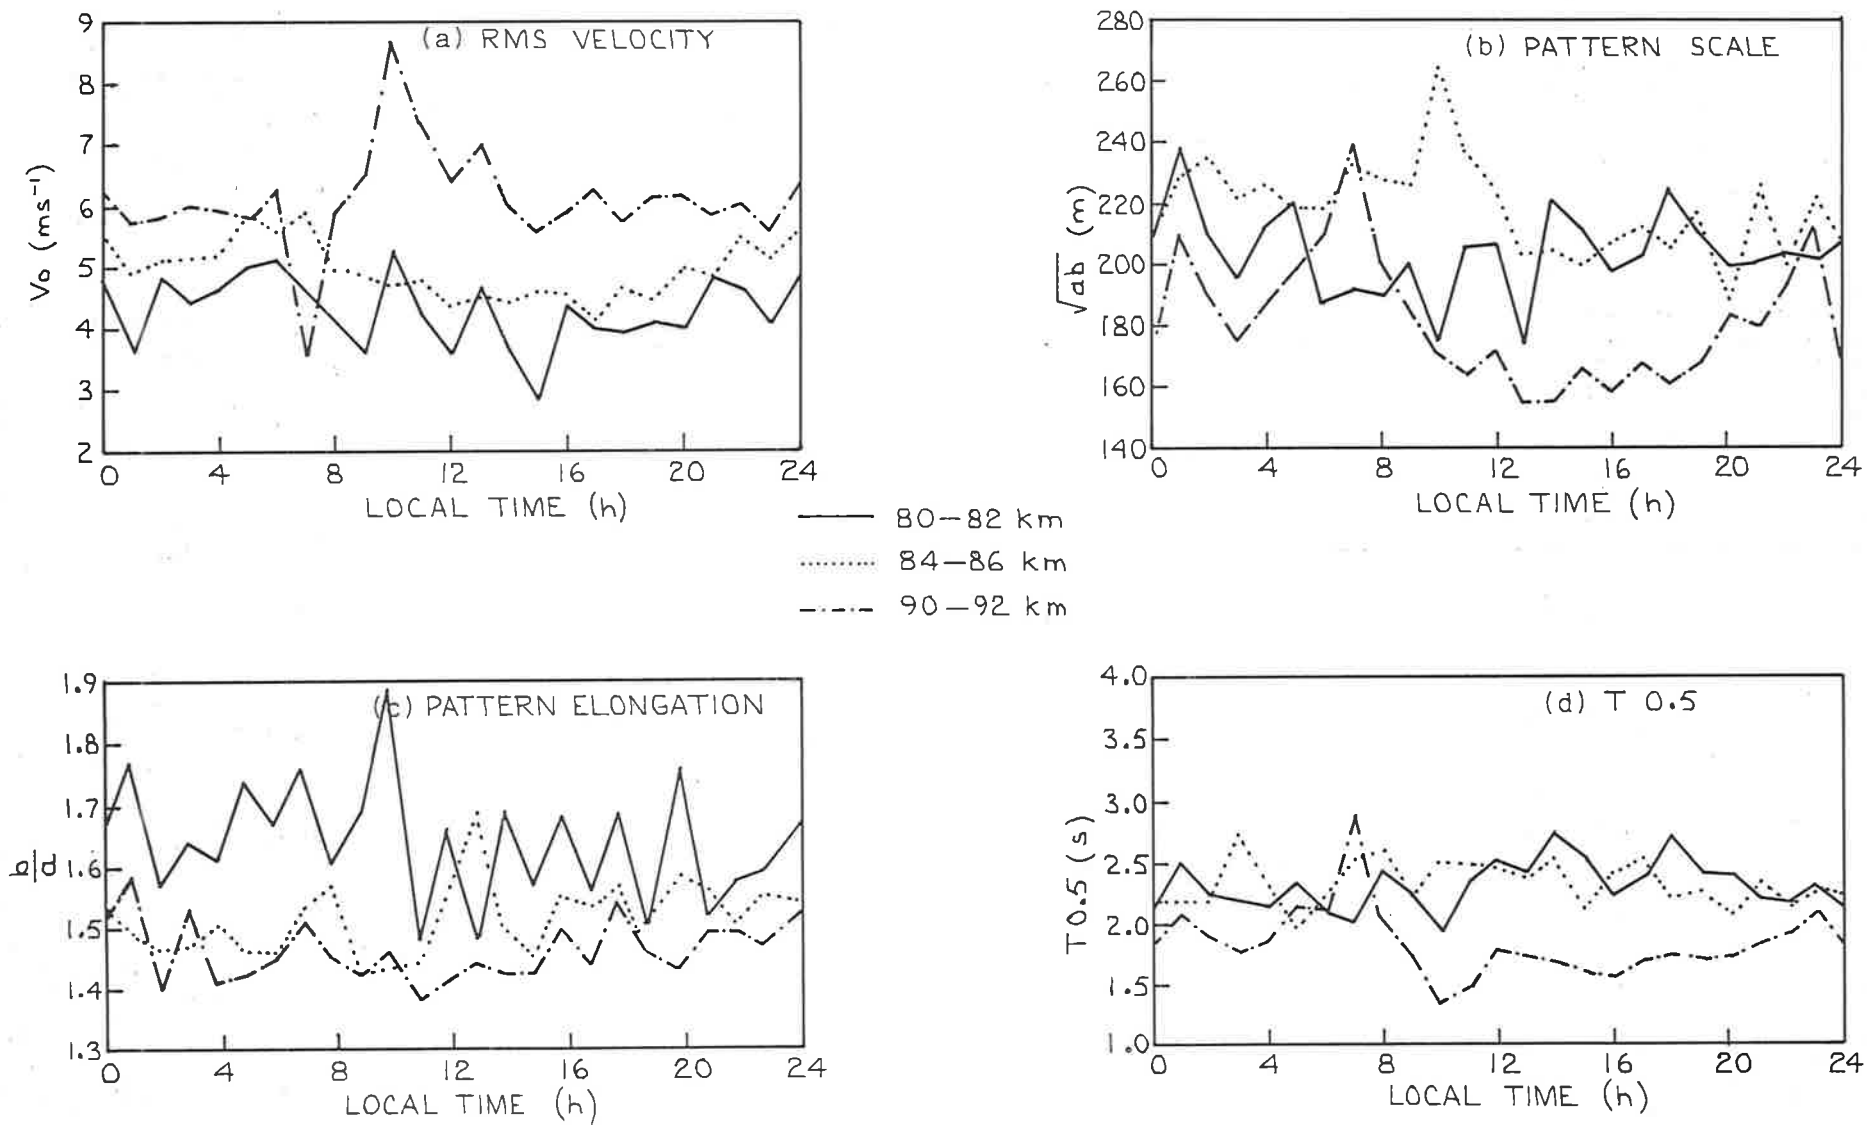 (a) RMS VELOCITY
9
8
7
6
5
4
3
2
V₀ (ms⁻¹)
0 4 8 12 16 20 24
LOCAL TIME (h)
(b) PATTERN SCALE
280
260
240
220
200
180
160
140
√ab (m)
0 4 8 12 16 20 24
LOCAL TIME (h)
80–82 km
84–86 km
90–92 km
(c) PATTERN ELONGATION
1.9
1.8
1.7
1.6
1.5
1.4
1.3
b/a
0 4 8 12 16 20 24
LOCAL TIME (h)
(d) T 0.5
4.0
3.5
3.0
2.5
2.0
1.5
1.0
T0.5 (s)
0 4 8 12 16 20 24
LOCAL TIME (h)